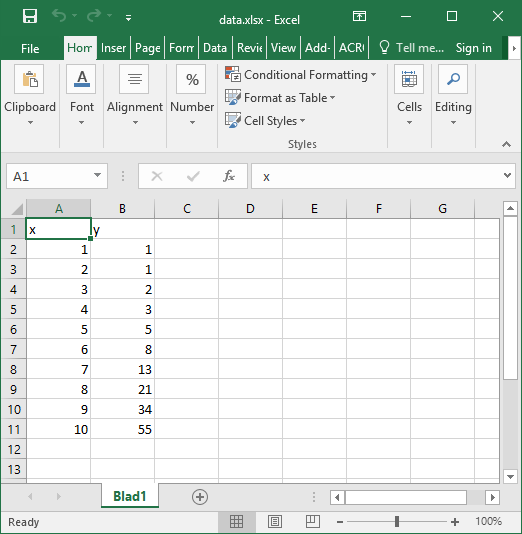 data.xlsx - Excel
File Hom Inser Page Form Data Revie View Add- ACRO Tell me... Sign in
Clipboard Font Alignment Number Conditional Formatting Format as Table Cell Styles Cells Editing
Styles
A1 fx x
A B C D E F G
1 x y
2 1 1
3 2 1
4 3 2
5 4 3
6 5 5
7 6 8
8 7 13
9 8 21
10 9 34
11 10 55
12
13
Blad1
Ready 100%